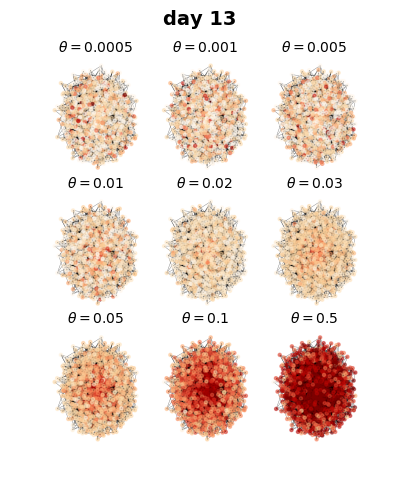 day 13
θ = 0.0005
θ = 0.001
θ = 0.005
θ = 0.01
θ = 0.02
θ = 0.03
θ = 0.05
θ = 0.1
θ = 0.5